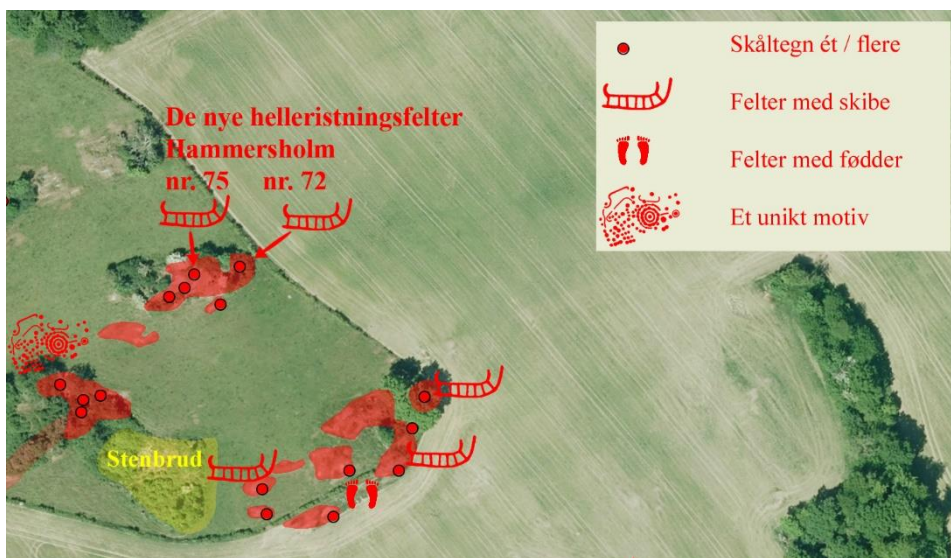 Skåltegn ét / flere
Felter med skibe
Felter med fødder
Et unikt motiv
De nye helleristningsfelter
Hammersholm
nr. 75 nr. 72
Stenbrud